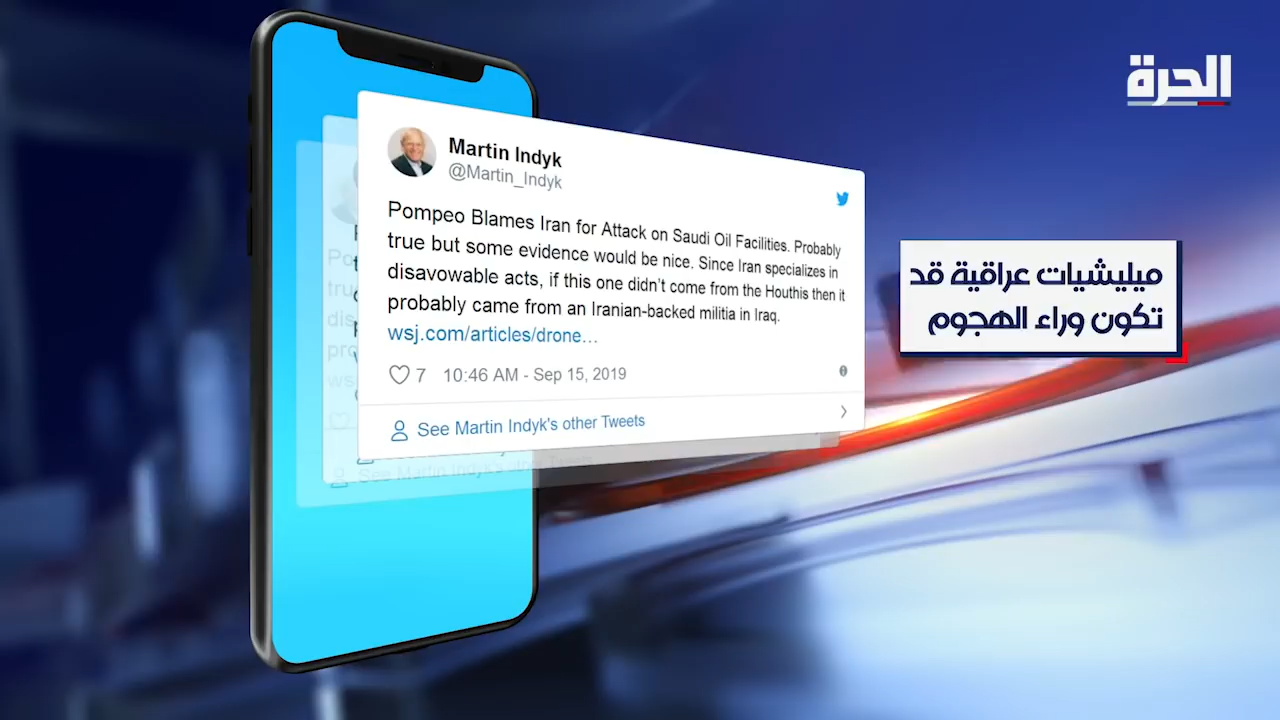 الحرة
Martin Indyk
@Martin_Indyk
Pompeo Blames Iran for Attack on Saudi Oil Facilities. Probably
true but some evidence would be nice. Since Iran specializes in
disavowable acts, if this one didn't come from the Houthis then it
probably came from an Iranian-backed militia in Iraq.
wsj.com/articles/drone…
7 10:46 AM - Sep 15, 2019
See Martin Indyk's other Tweets
ميليشيات عراقية قد
تكون وراء الهجوم